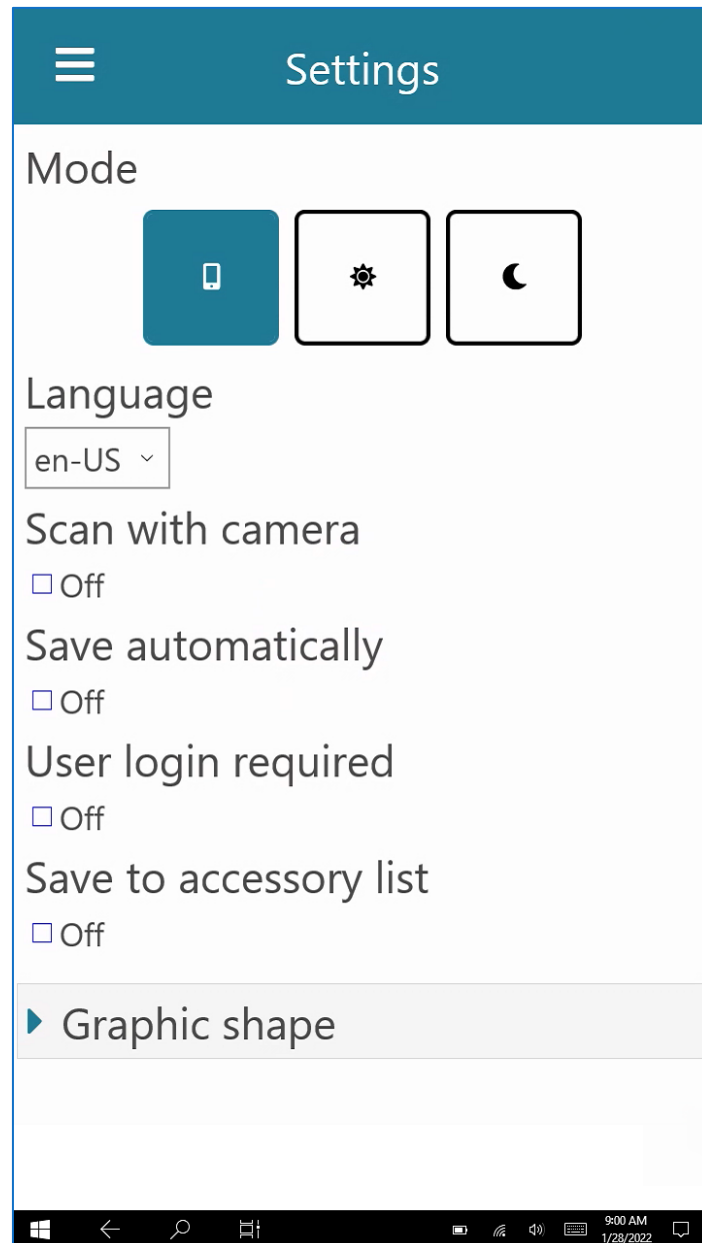 Settings
Mode
Language
en-US
Scan with camera
Off
Save automatically
Off
User login required
Off
Save to accessory list
Off
Graphic shape
9:00 AM
1/28/2022